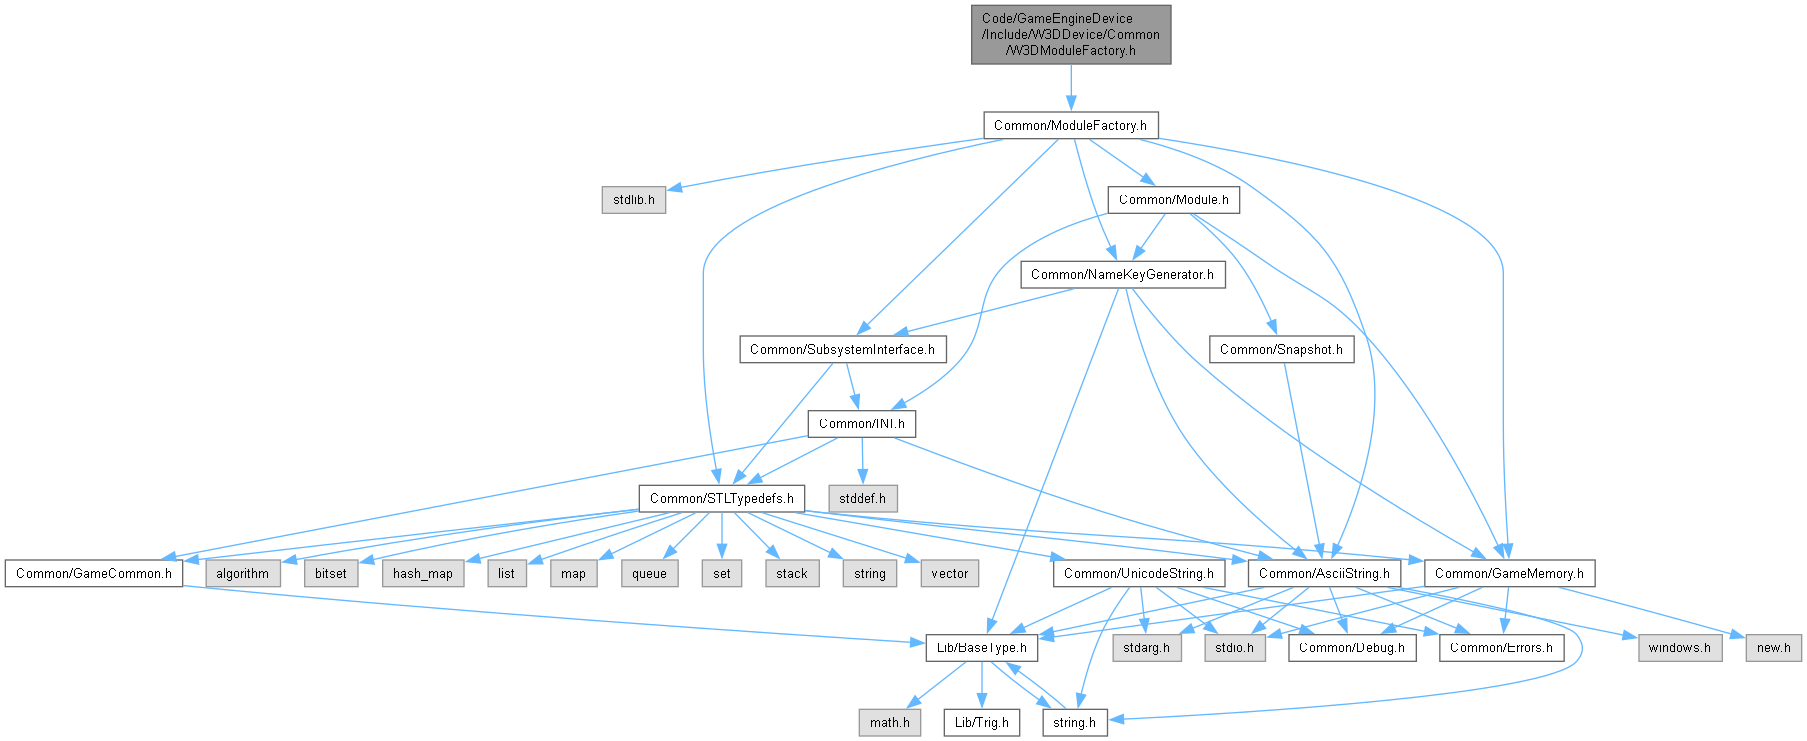 Code/GameEngineDevice
/Include/W3DDevice/Common
/W3DModuleFactory.h
Common/ModuleFactory.h
stdlib.h
Common/Module.h
Common/NameKeyGenerator.h
Common/SubsystemInterface.h
Common/Snapshot.h
Common/INI.h
Common/STLTypedefs.h
stddef.h
Common/GameCommon.h
algorithm
bitset
hash_map
list
map
queue
set
stack
string
vector
Common/UnicodeString.h
Common/AsciiString.h
Common/GameMemory.h
Lib/BaseType.h
stdarg.h
stdio.h
Common/Debug.h
Common/Errors.h
windows.h
new.h
math.h
Lib/Trig.h
string.h